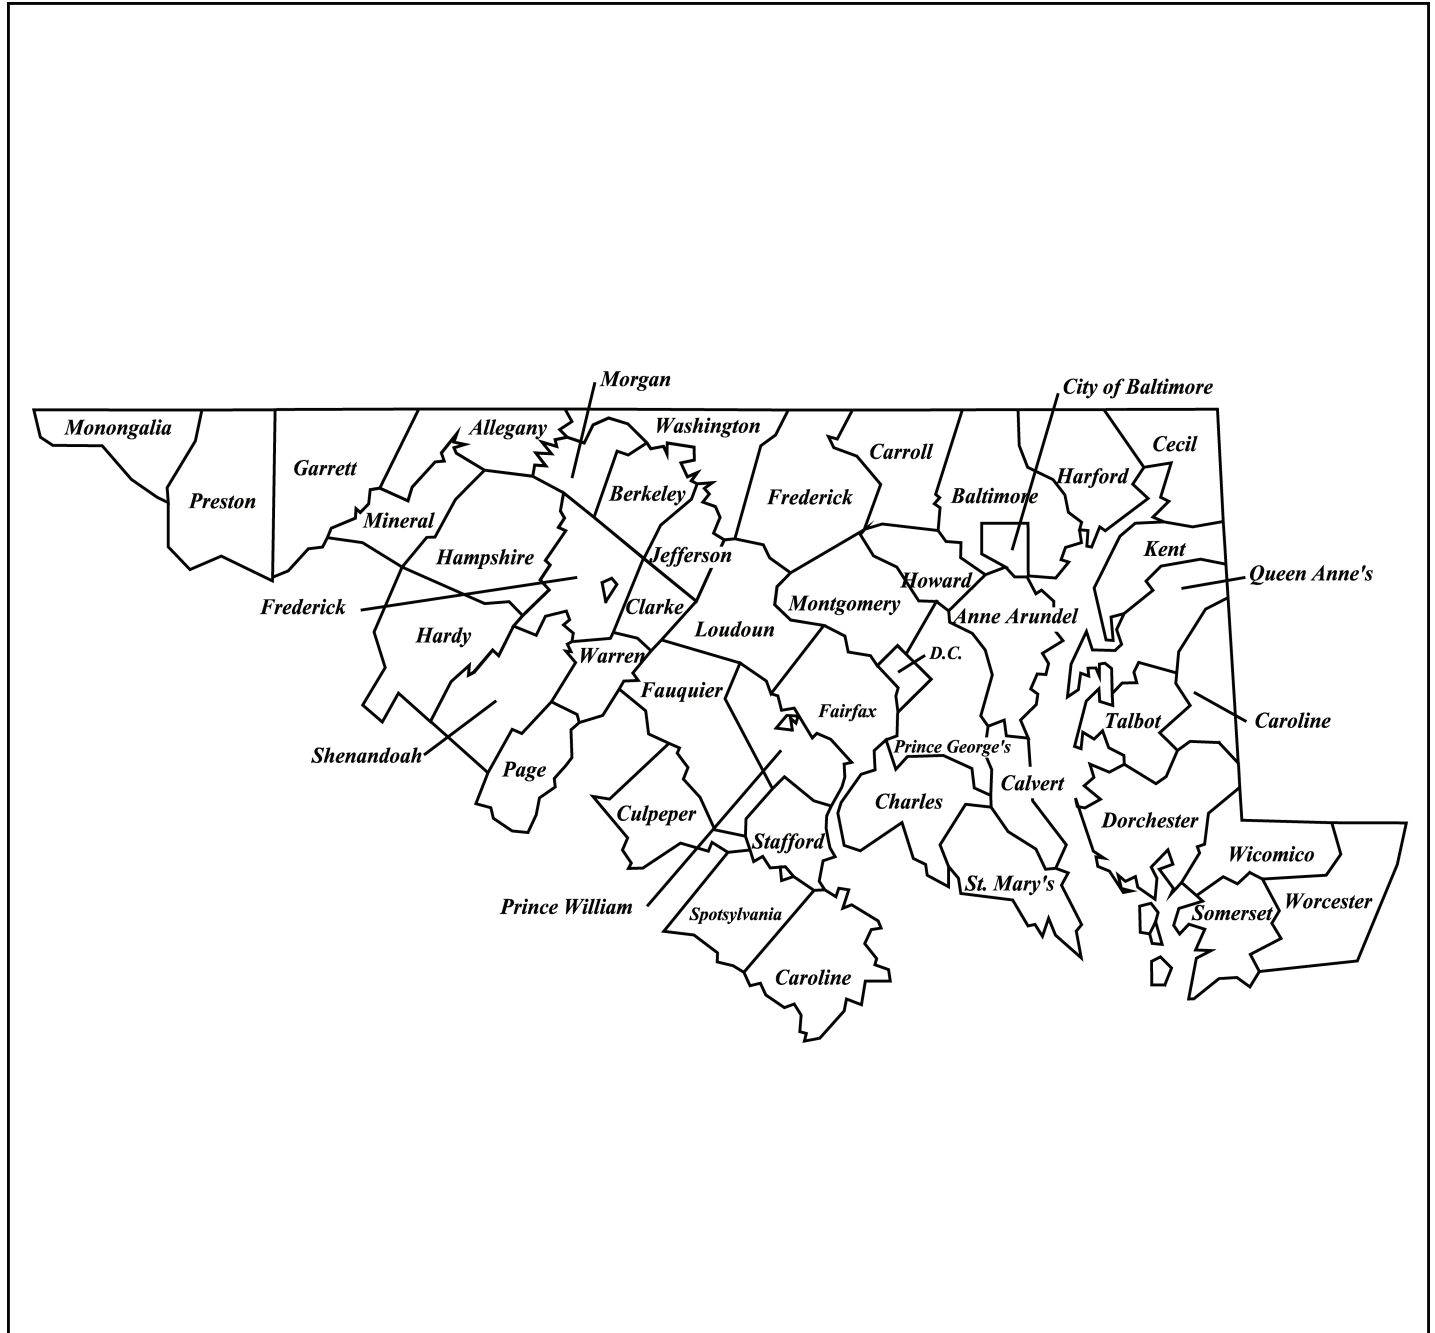 Morgan
City of Baltimore
Monongalia
Allegany
Washington
Carroll
Cecil
Garrett
Harford
Preston
Berkeley
Frederick
Baltimore
Mineral
Hampshire
Jefferson
Kent
Queen Anne's
Frederick
Howard
Clarke
Montgomery
Anne Arundel
Hardy
Loudoun
D.C.
Warren
Fauquier
Fairfax
Talbot
Caroline
Prince George's
Shenandoah
Page
Calvert
Charles
Culpeper
Dorchester
Stafford
Wicomico
St. Mary's
Worcester
Prince William
Spotsylvania
Somerset
Caroline